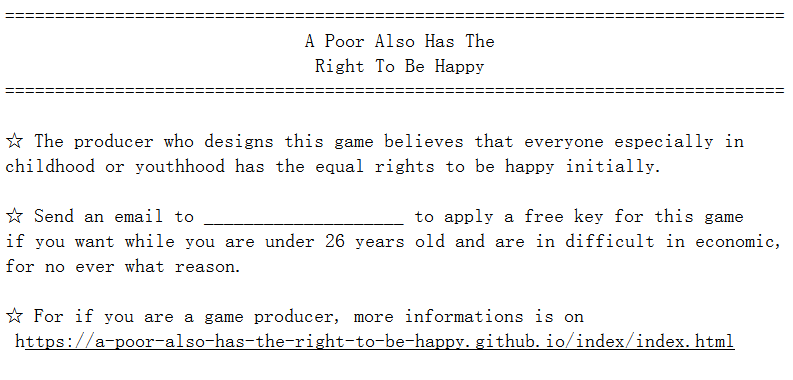 ==============================================================================
A Poor Also Has The
Right To Be Happy
==============================================================================
☆ The producer who designs this game believes that everyone especially in
childhood or youthhood has the equal rights to be happy initially.
☆ Send an email to ____________________ to apply a free key for this game
if you want while you are under 26 years old and are in difficult in economic,
for no ever what reason.
☆ For if you are a game producer, more informations is on
https://a-poor-also-has-the-right-to-be-happy.github.io/index/index.html